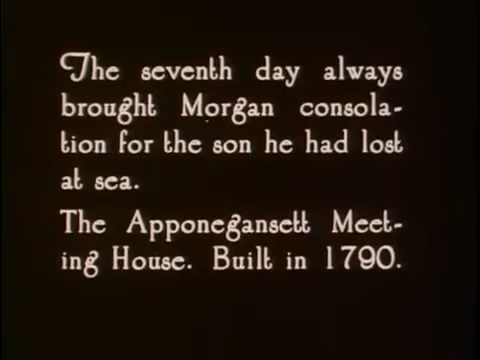 The seventh day always
brought Morgan consola-
tion for the son he had lost
at sea.
The Apponegansett Meet-
ing House. Built in 1790.